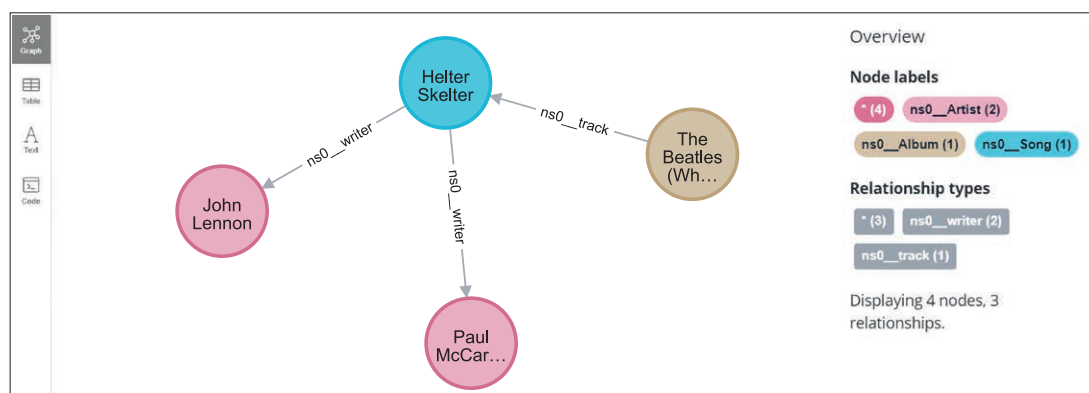 Graph
Table
A
Text
Code
Helter
Skelter
ns0__writer
ns0__writer
ns0__track
The
Beatles
(Wh…
John
Lennon
Paul
McCar…
Overview
Node labels
* (4) ns0__Artist (2)
ns0__Album (1) ns0__Song (1)
Relationship types
* (3) ns0__writer (2)
ns0__track (1)
Displaying 4 nodes, 3
relationships.